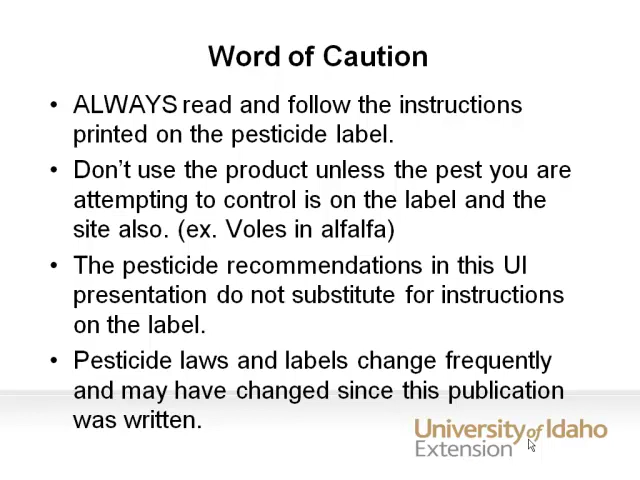 Word of Caution
• ALWAYS read and follow the instructions
printed on the pesticide label.
• Don't use the product unless the pest you are
attempting to control is on the label and the
site also. (ex. Voles in alfalfa)
• The pesticide recommendations in this UI
presentation do not substitute for instructions
on the label.
• Pesticide laws and labels change frequently
and may have changed since this publication
was written.
University of Idaho
Extension